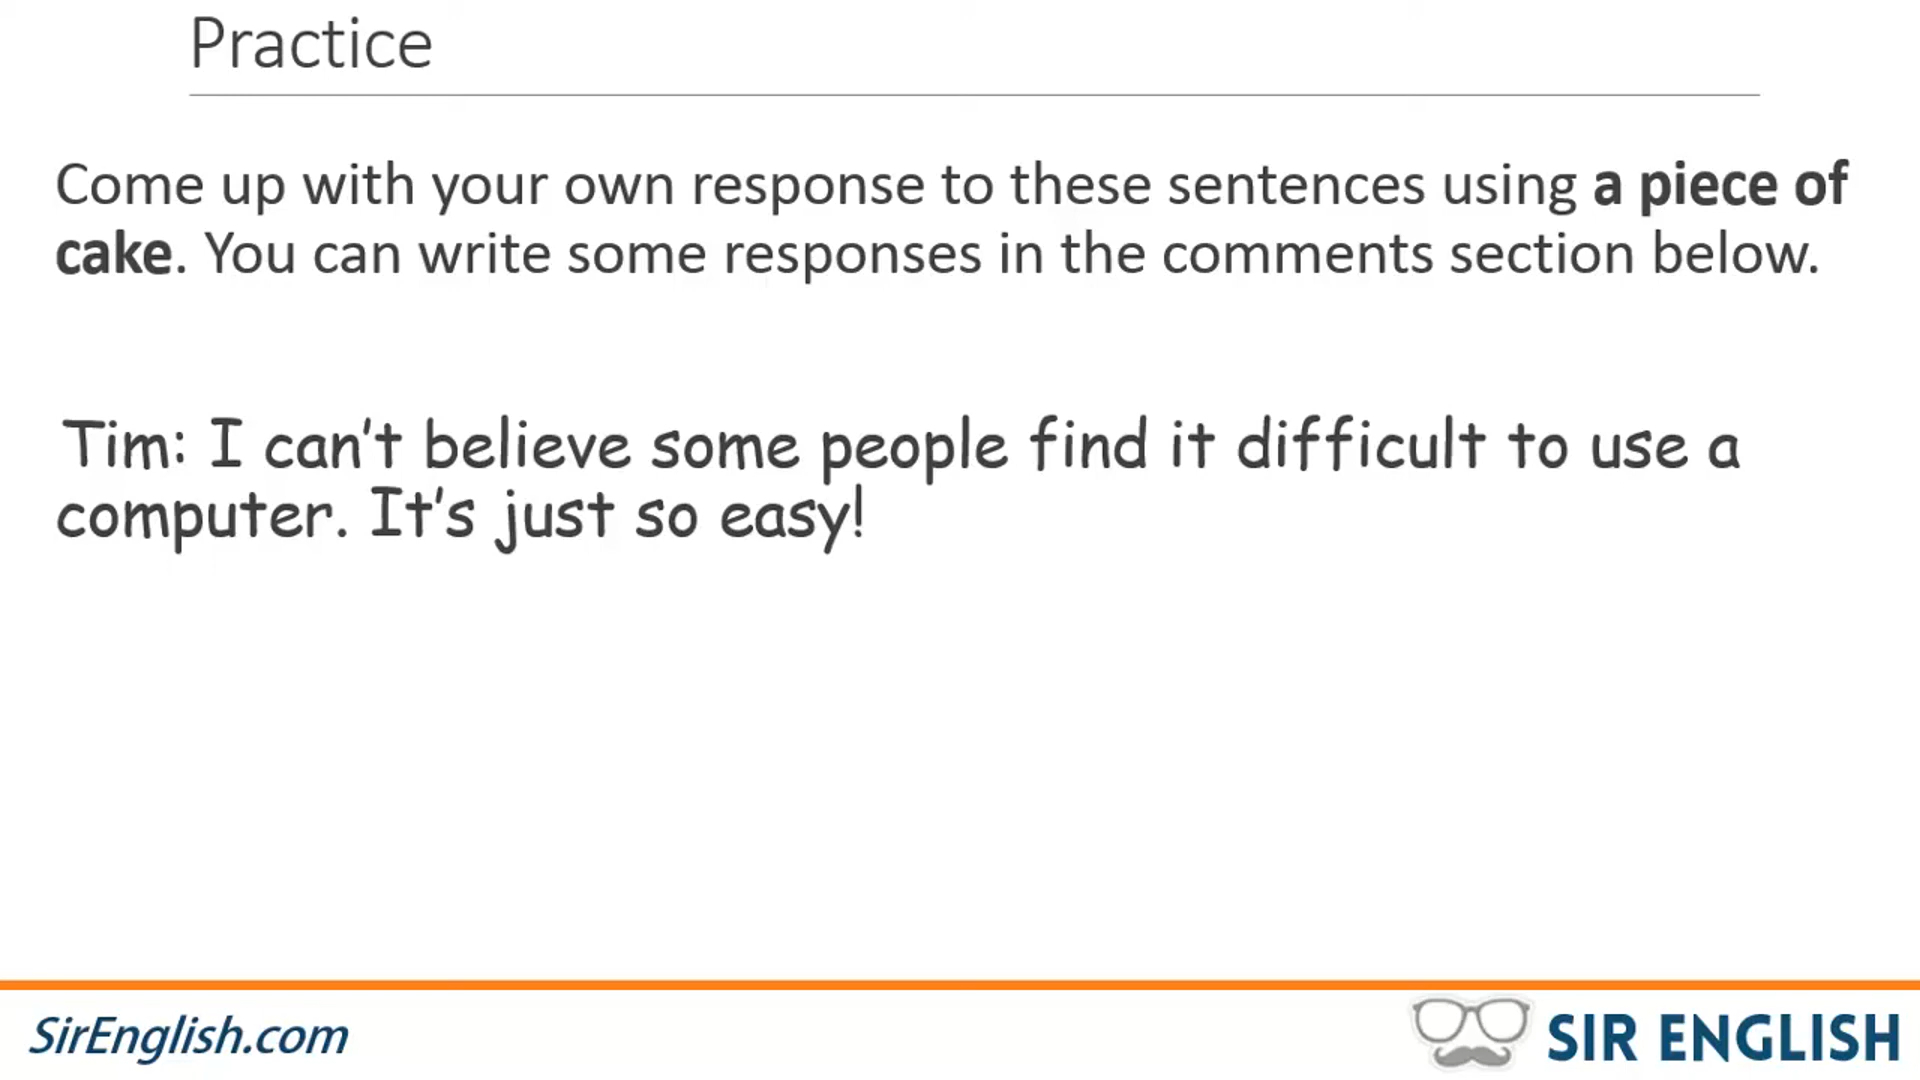 Practice
Come up with your own response to these sentences using a piece of
cake. You can write some responses in the comments section below.
Tim: I can't believe some people find it difficult to use a
computer. It's just so easy!
SirEnglish.com
SIR ENGLISH